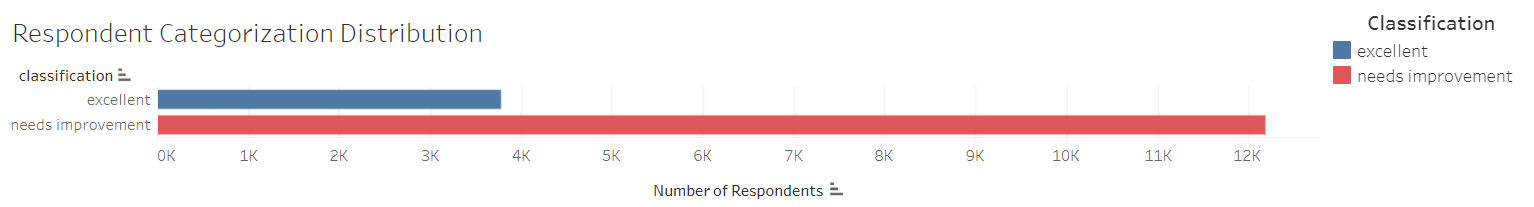 Respondent Categorization Distribution
classification
excellent
needs improvement
0K 1K 2K 3K 4K 5K 6K 7K 8K 9K 10K 11K 12K
Number of Respondents
Classification
excellent
needs improvement